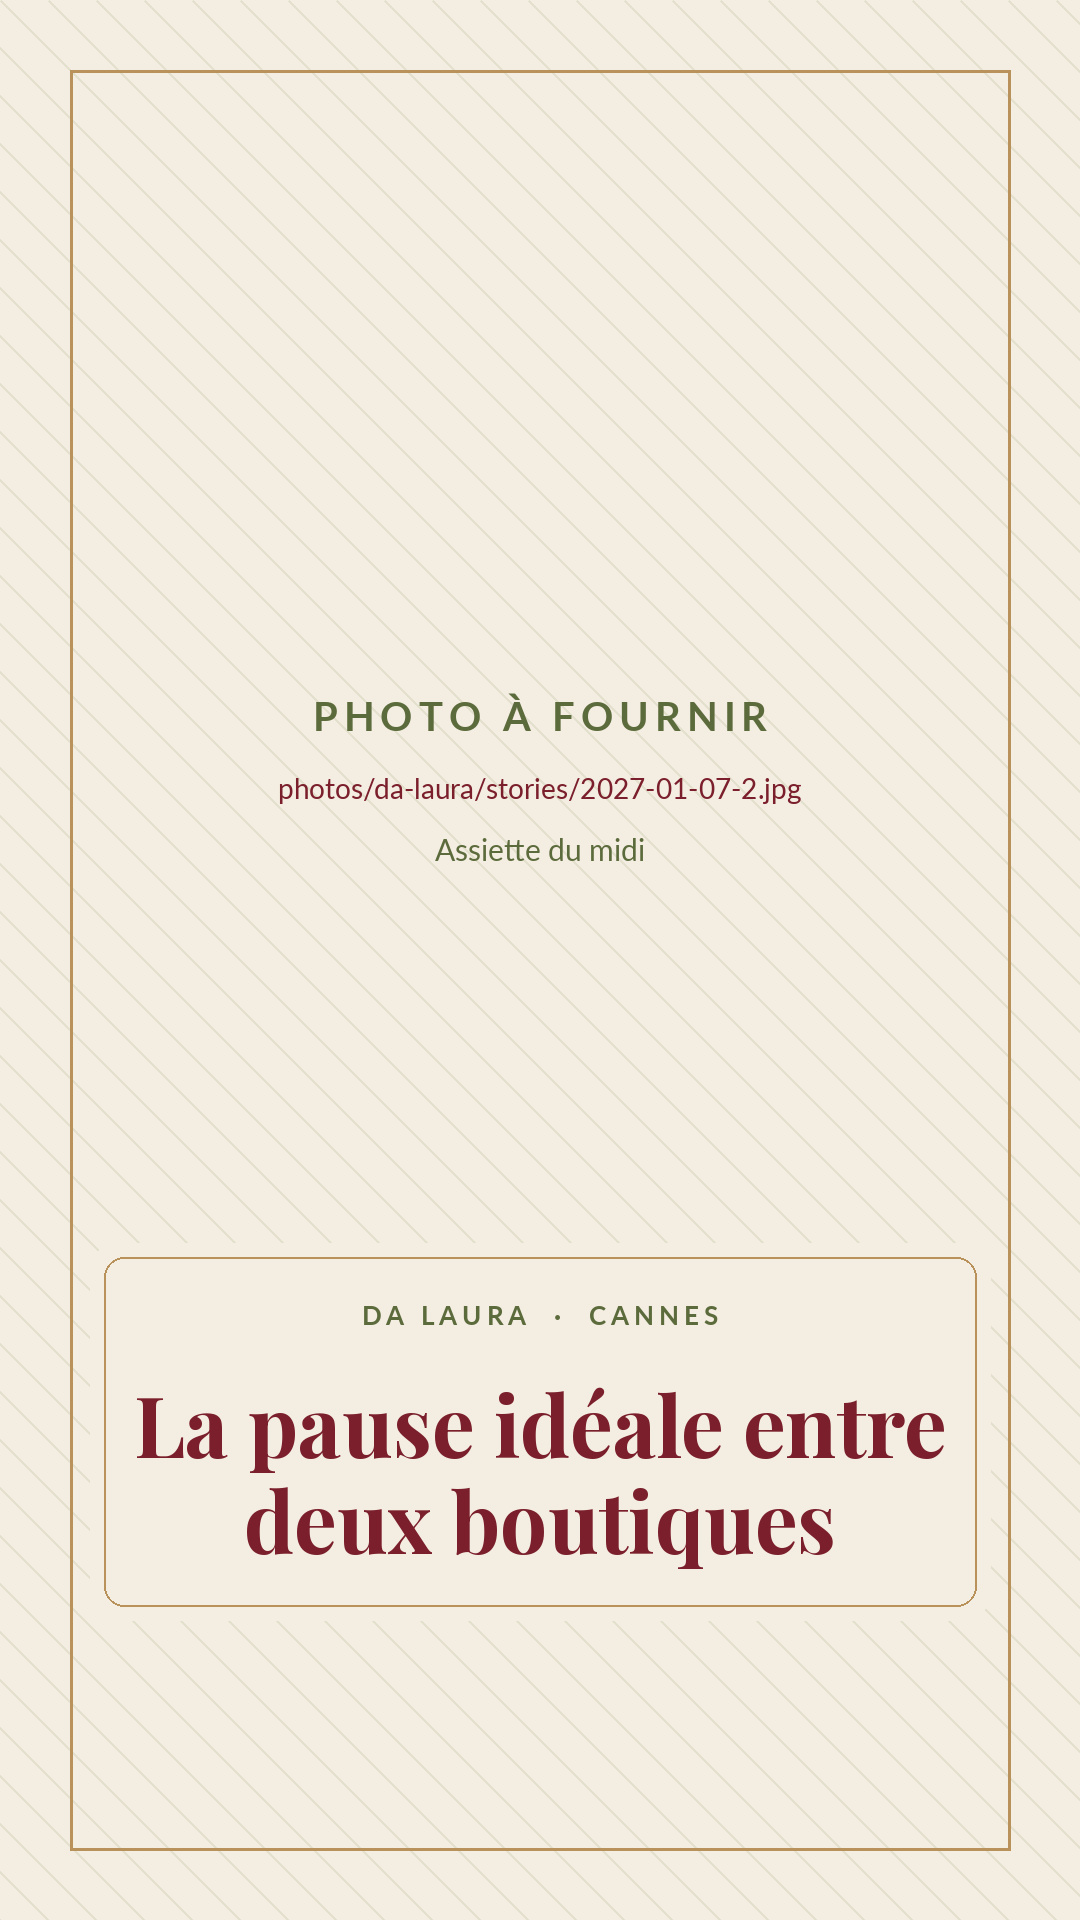 PHOTO À FOURNIR
photos/da-laura/stories/2027-01-07-2.jpg
Assiette du midi
DA LAURA · CANNES
La pause idéale entre
deux boutiques